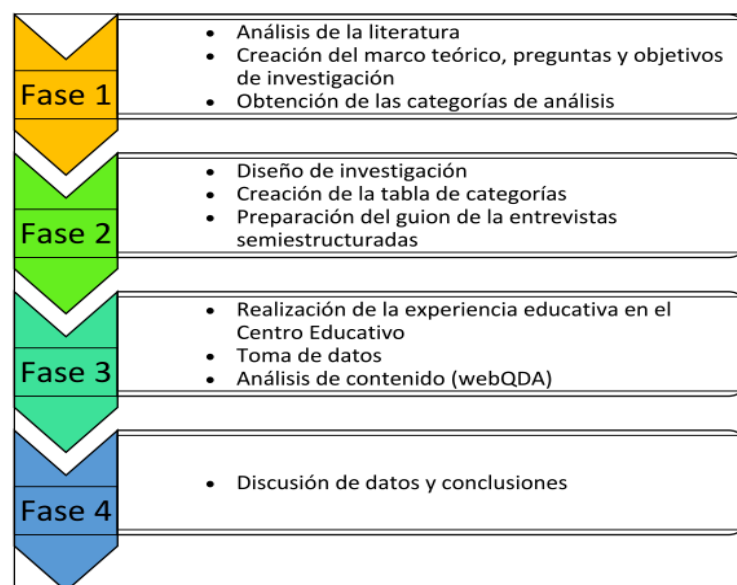 Fase 1
• Análisis de la literatura
• Creación del marco teórico, preguntas y objetivos
de investigación
• Obtención de las categorías de análisis
Fase 2
• Diseño de investigación
• Creación de la tabla de categorías
• Preparación del guion de la entrevistas
semiestructuradas
Fase 3
• Realización de la experiencia educativa en el
Centro Educativo
• Toma de datos
• Análisis de contenido (webQDA)
Fase 4
• Discusión de datos y conclusiones